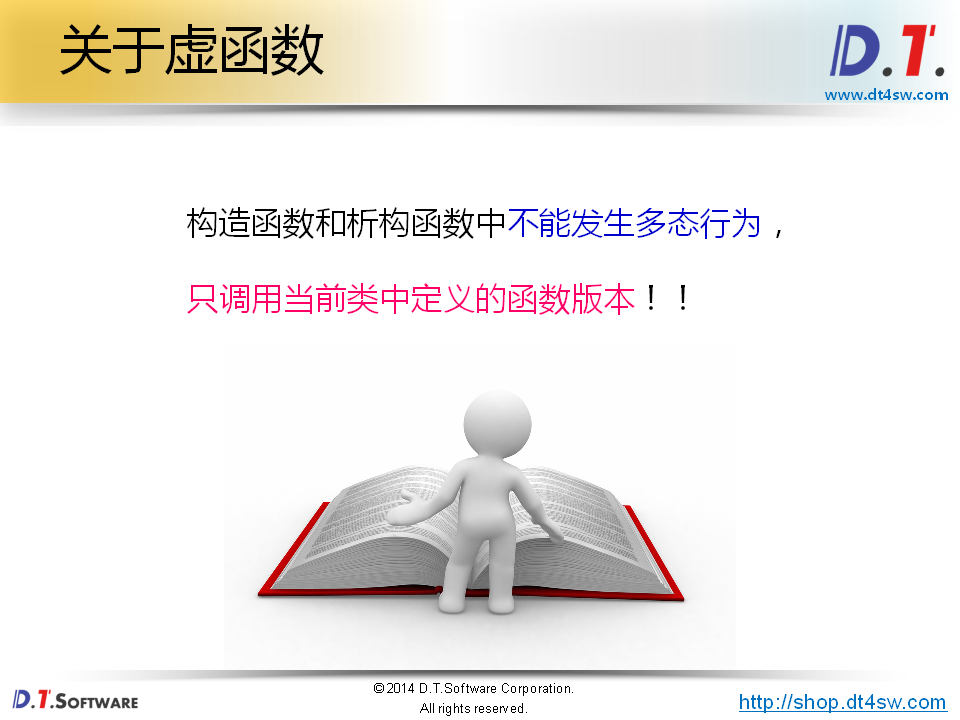 关于虚函数
D.T.
www.dt4sw.com
构造函数和析构函数中不能发生多态行为，
只调用当前类中定义的函数版本！！
D.T.SOFTWARE
©2014 D.T.Software Corporation.
All rights reserved.
http://shop.dt4sw.com